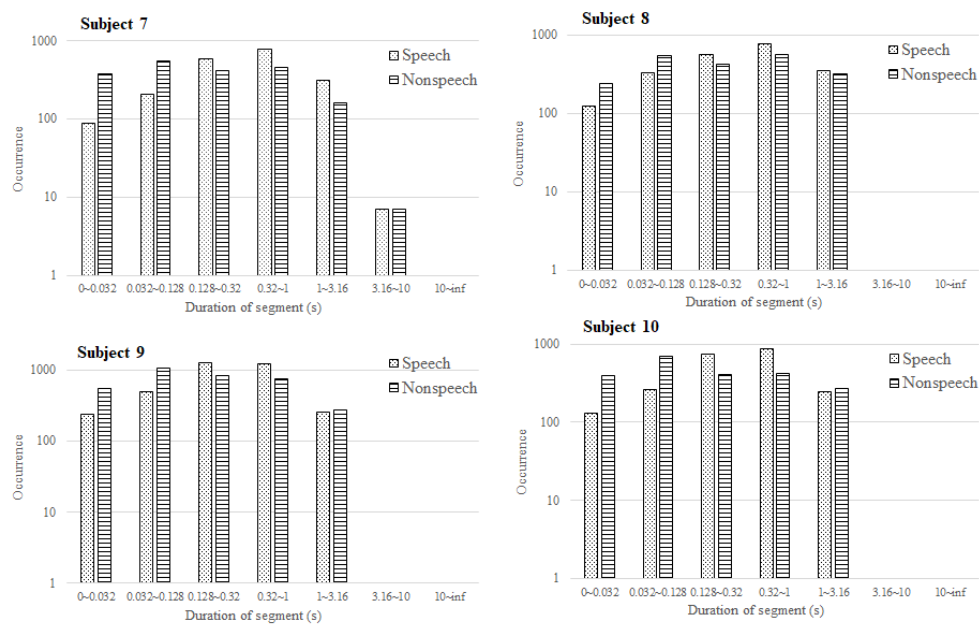 Subject 7
1000
100
10
1
Occurrence
Speech
Nonspeech
0~0.032 0.032~0.128 0.128~0.32 0.32~1 1~3.16 3.16~10 10~inf
Duration of segment (s)
Subject 8
1000
100
10
1
Occurrence
Speech
Nonspeech
0~0.032 0.032~0.128 0.128~0.32 0.32~1 1~3.16 3.16~10 10~inf
Duration of segment (s)
Subject 9
1000
100
10
1
Occurrence
Speech
Nonspeech
0~0.032 0.032~0.128 0.128~0.32 0.32~1 1~3.16 3.16~10 10~inf
Duration of segment (s)
Subject 10
1000
100
10
1
Occurrence
Speech
Nonspeech
0~0.032 0.032~0.128 0.128~0.32 0.32~1 1~3.16 3.16~10 10~inf
Duration of segment (s)